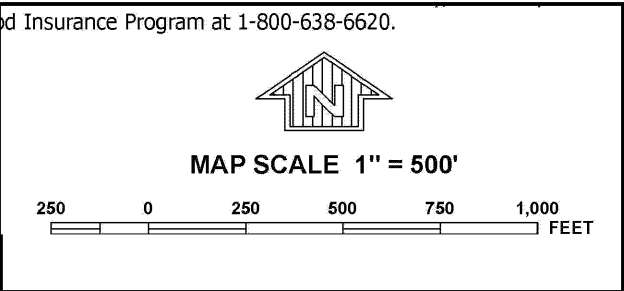 od Insurance Program at 1-800-638-6620.
N
MAP SCALE 1" = 500'
250 0 250 500 750 1,000
FEET